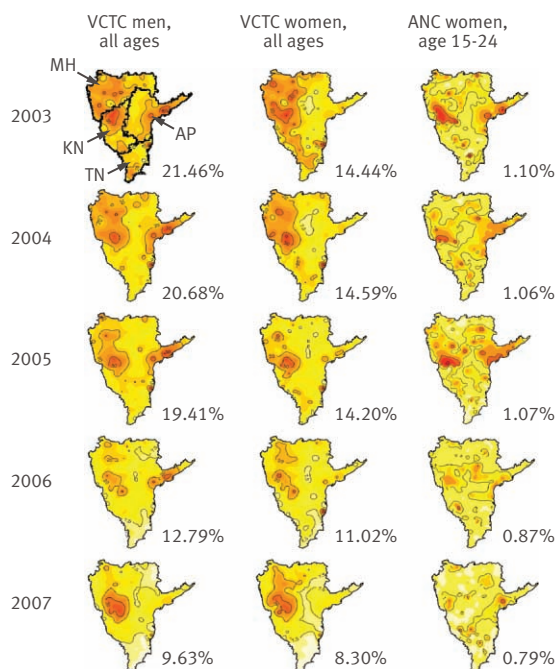 VCTC men,
all ages
VCTC women,
all ages
ANC women,
age 15-24
MH
2003
AP
KN
TN
21.46%
14.44%
1.10%
2004
20.68%
14.59%
1.06%
2005
19.41%
14.20%
1.07%
2006
12.79%
11.02%
0.87%
2007
9.63%
8.30%
0.79%